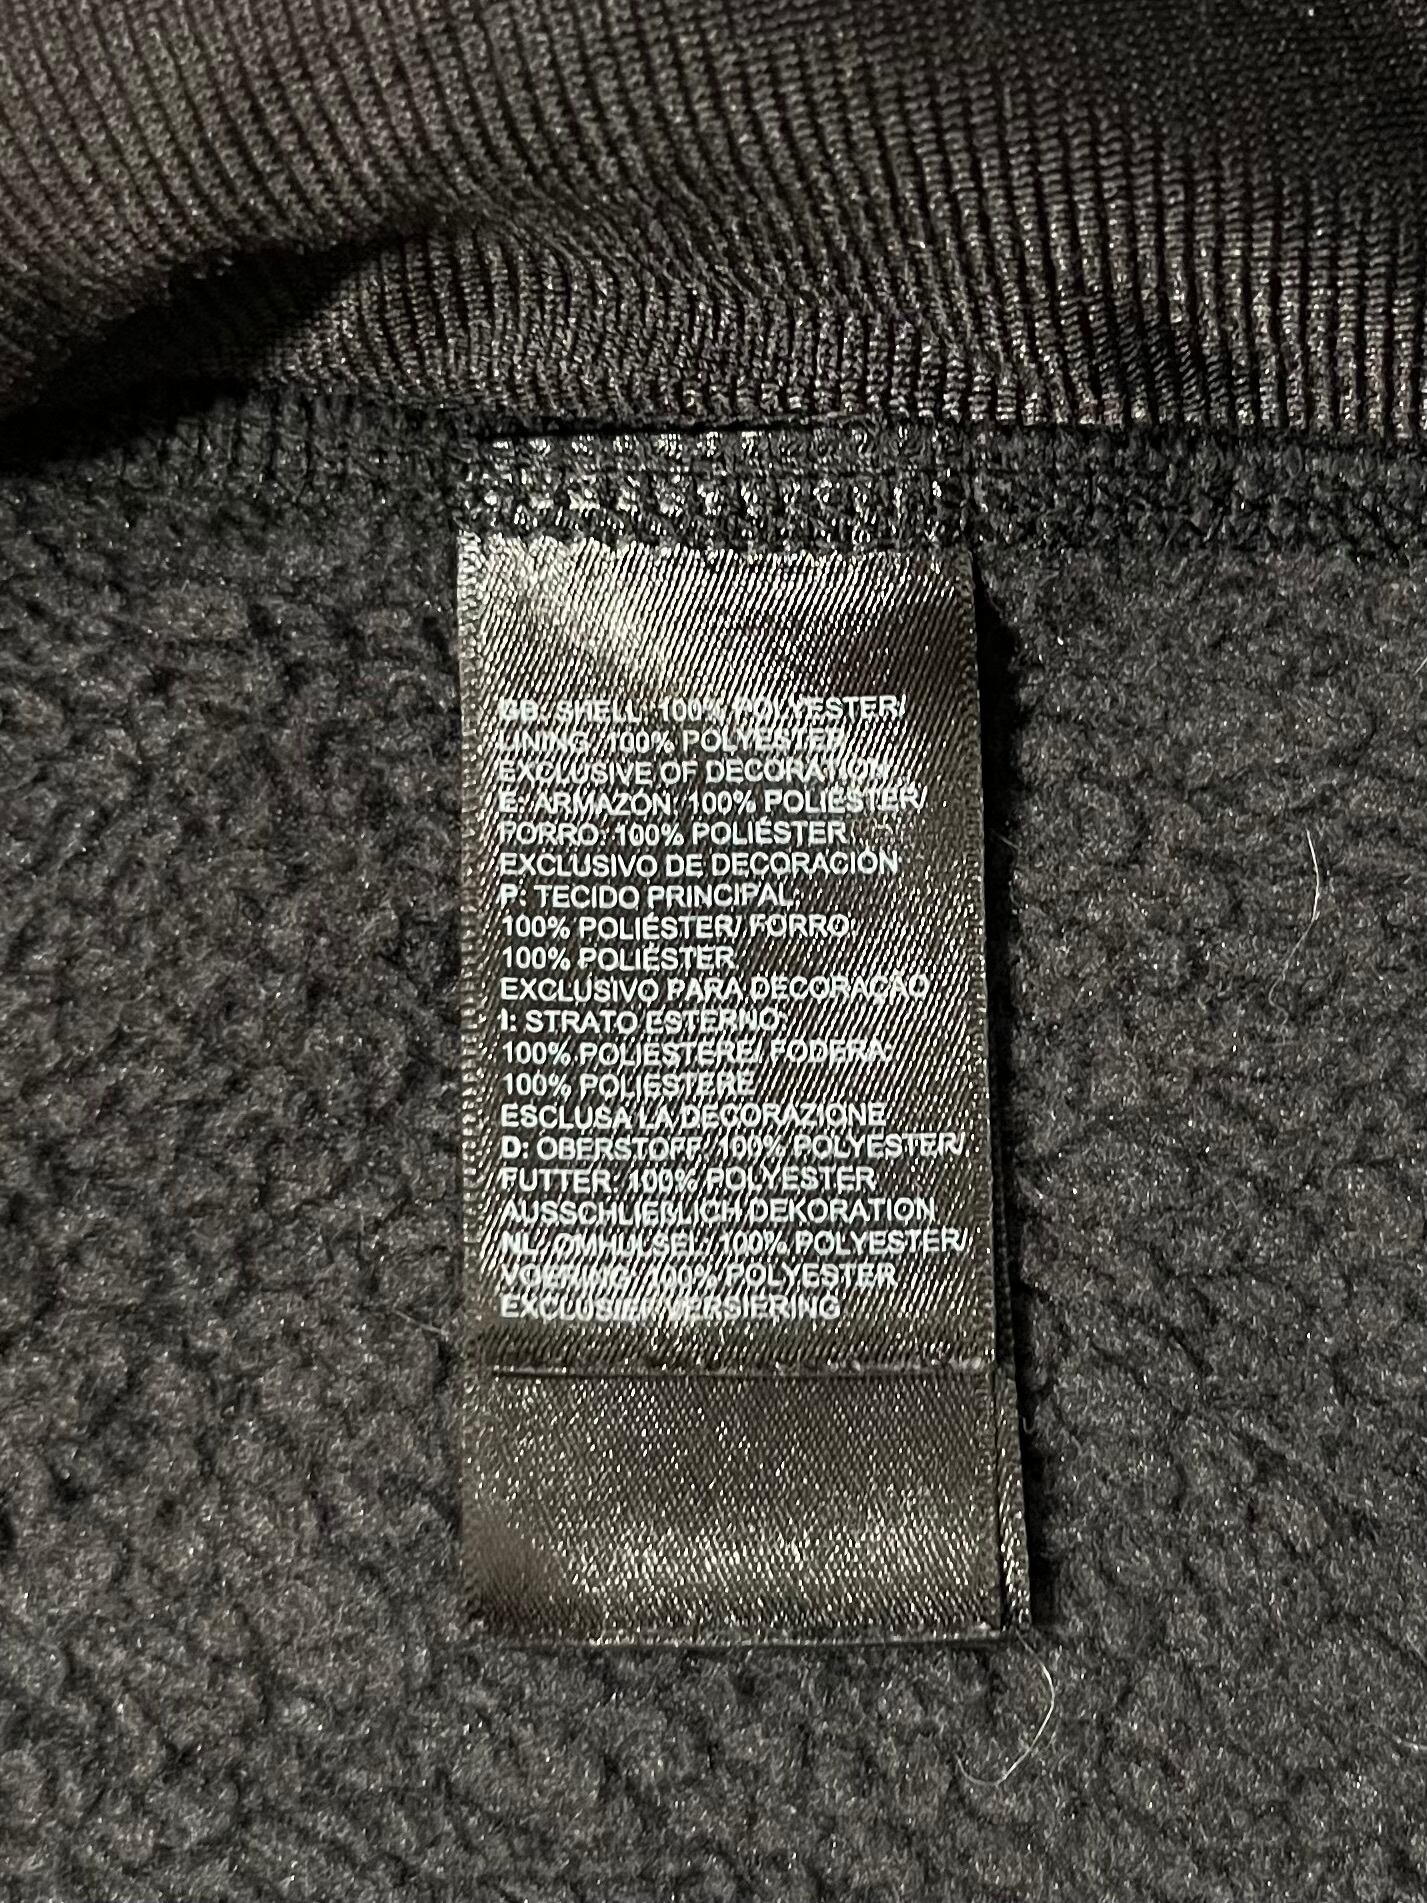 GB: SHELL: 100% POLYESTER/
LINING: 100% POLYESTER
EXCLUSIVE OF DECORATION
E: ARMAZÓN: 100% POLIÉSTER/
FORRO: 100% POLIÉSTER
EXCLUSIVO DE DECORACIÓN
P: TECIDO PRINCIPAL:
100% POLIÉSTER/ FORRO:
100% POLIÉSTER
EXCLUSIVO PARA DECORAÇÃO
I: STRATO ESTERNO:
100% POLIESTERE/ FODERA:
100% POLIESTERE
ESCLUSA LA DECORAZIONE
D: OBERSTOFF: 100% POLYESTER/
FUTTER: 100% POLYESTER
AUSSCHLIEßLICH DEKORATION
NL: OMHULSEL: 100% POLYESTER/
VOERING: 100% POLYESTER
EXCLUSIEF VERSIERING